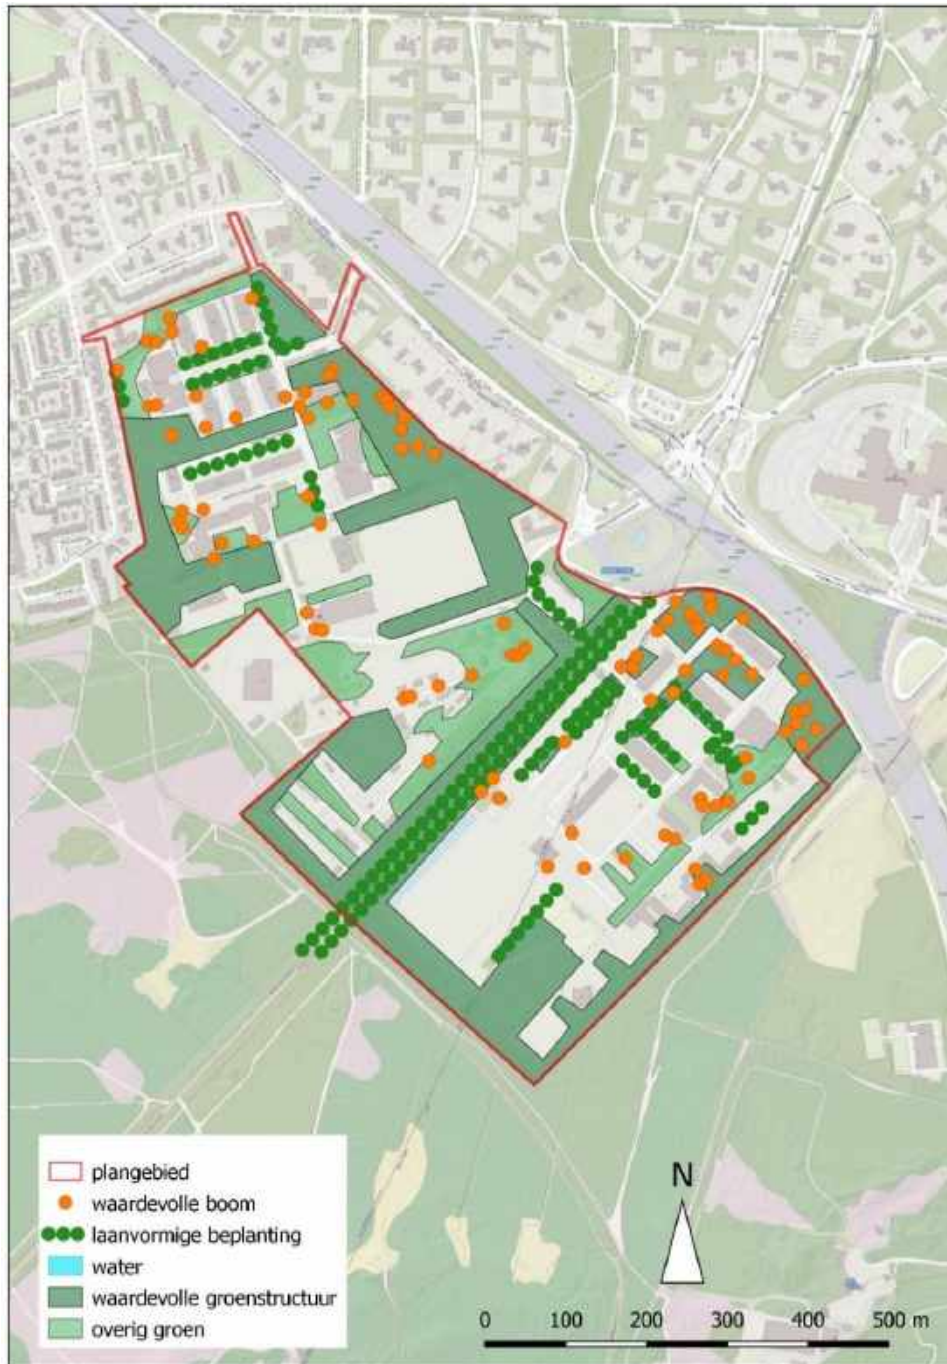 plangebied
waardevolle boom
laanvormige beplanting
water
waardevolle groenstructuur
overig groen
N
0 100 200 300 400 500 m